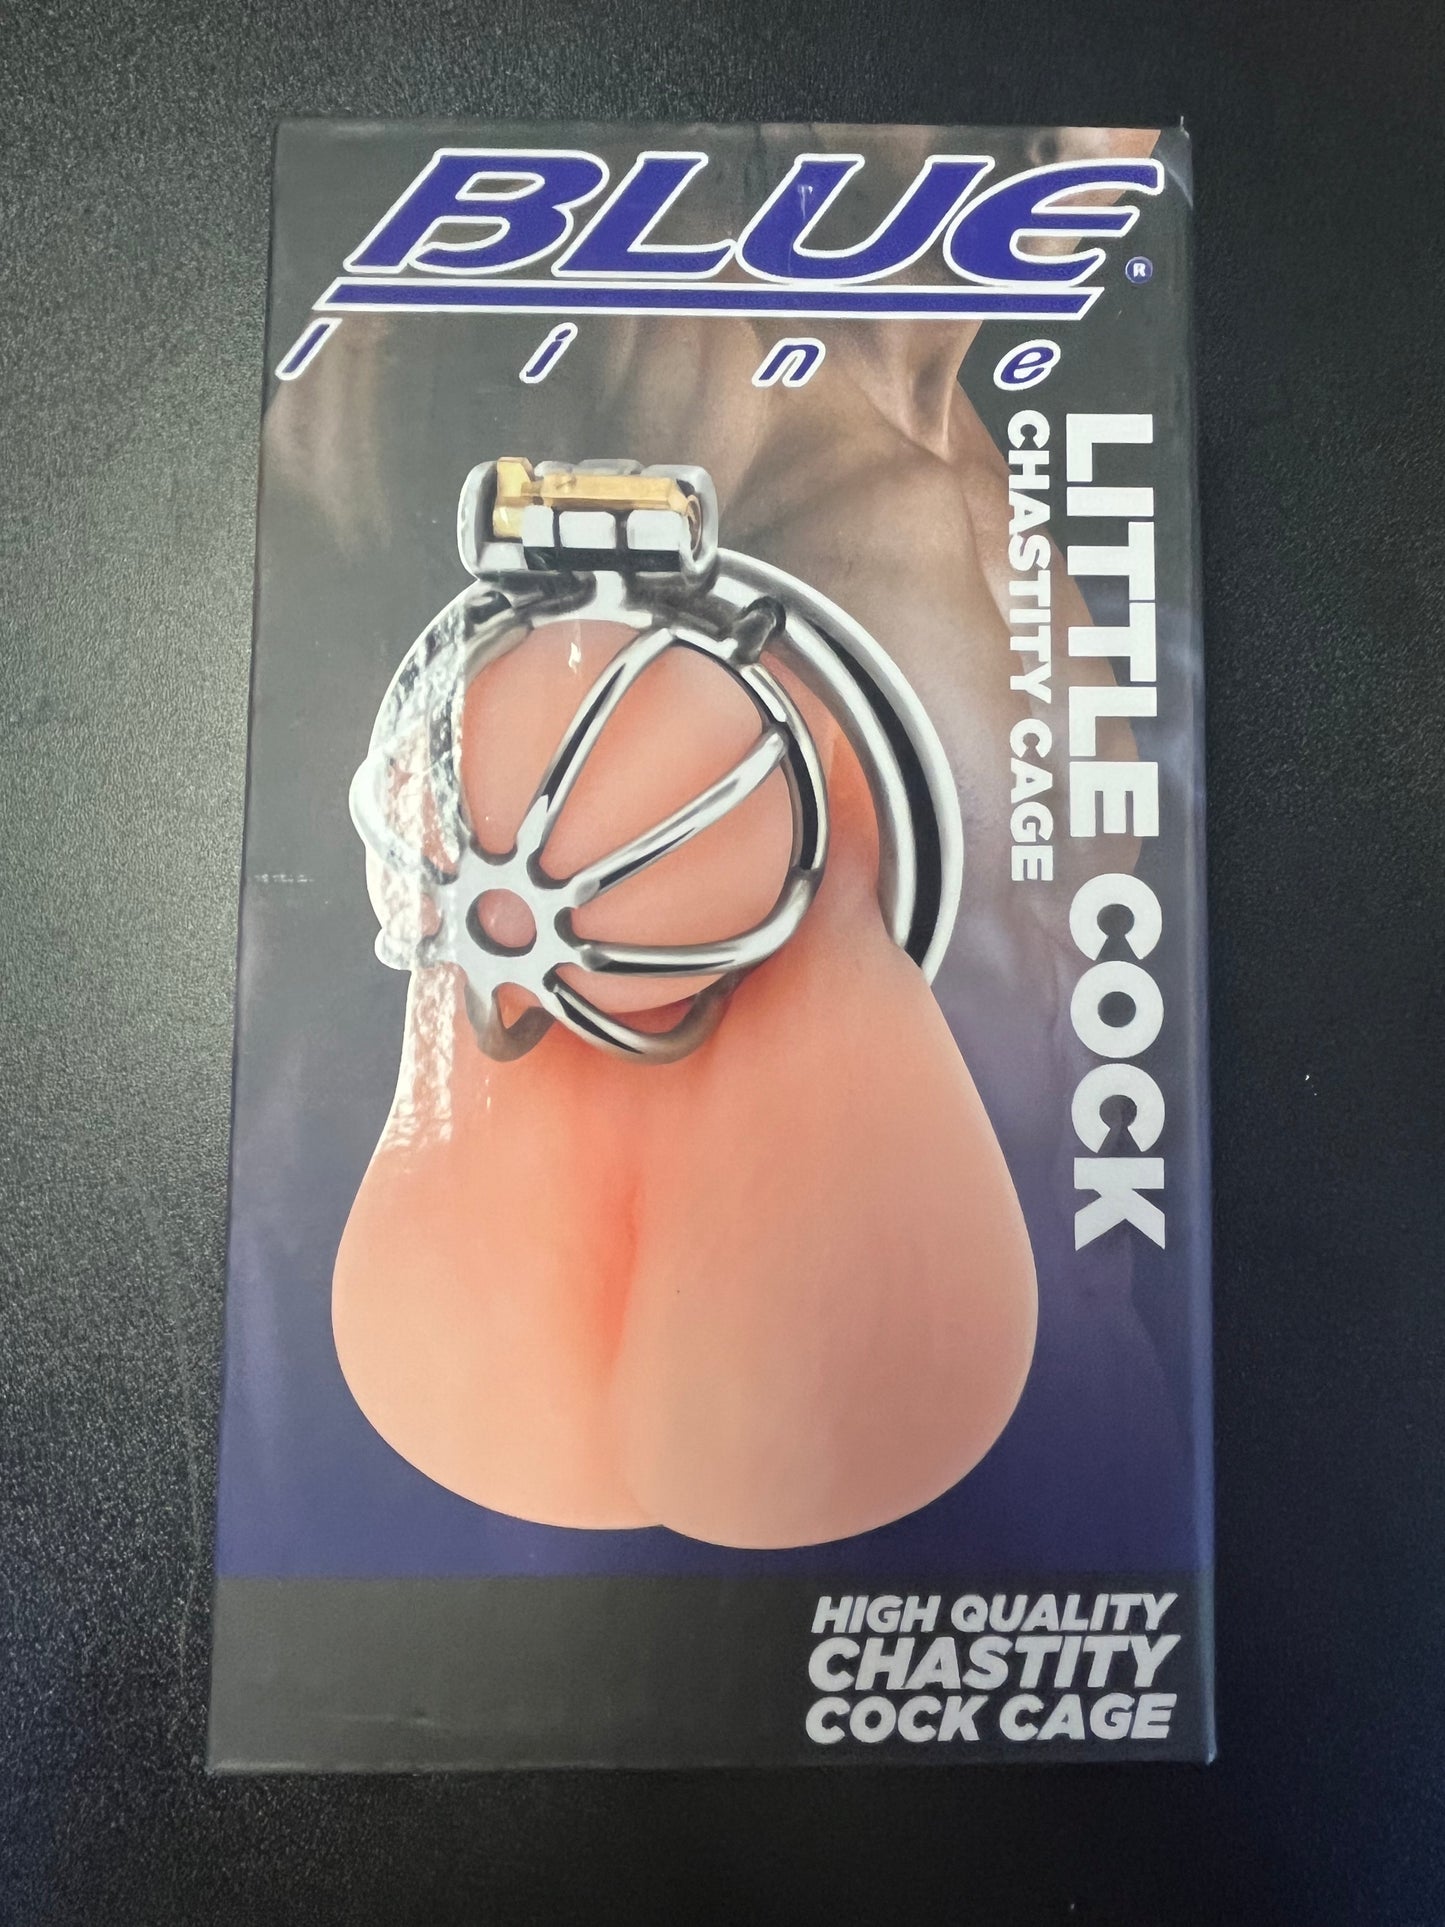 BLUE®
line
LITTLE COCK
CHASTITY CAGE
HIGH QUALITY
CHASTITY
COCK CAGE